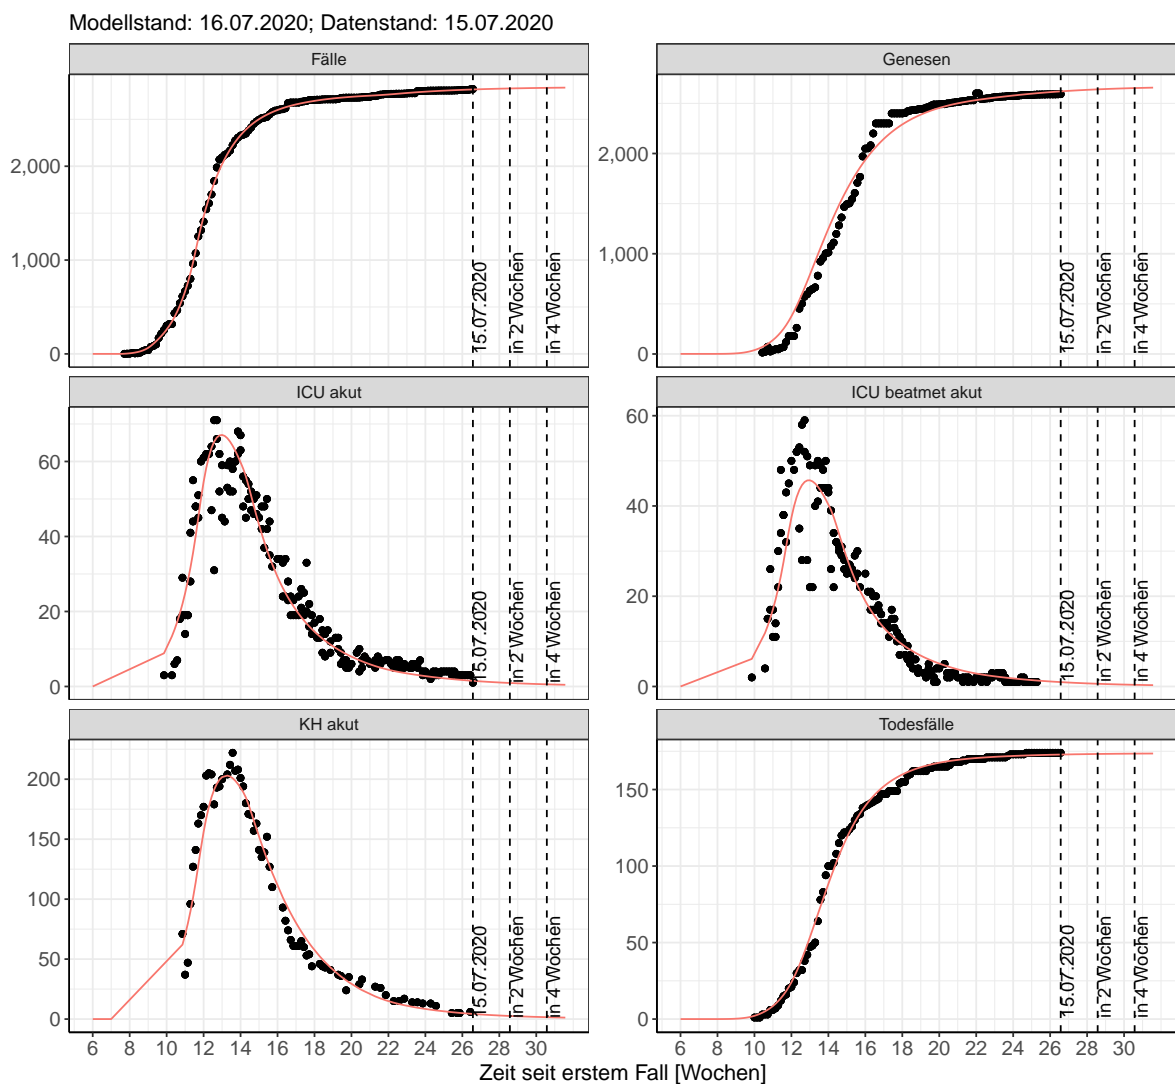 Modellstand: 16.07.2020; Datenstand: 15.07.2020
Fälle
Genesen
2,000
1,000
0
15.07.2020
in 2 Wochen
in 4 Wochen
2,000
1,000
0
15.07.2020
in 2 Wochen
in 4 Wochen
ICU akut
ICU beatmet akut
60
40
20
0
15.07.2020
in 2 Wochen
in 4 Wochen
60
40
20
0
15.07.2020
in 2 Wochen
in 4 Wochen
KH akut
Todesfälle
200
150
100
50
0
15.07.2020
in 2 Wochen
in 4 Wochen
150
100
50
0
15.07.2020
in 2 Wochen
in 4 Wochen
6 8 10 12 14 16 18 20 22 24 26 28 30
6 8 10 12 14 16 18 20 22 24 26 28 30
Zeit seit erstem Fall [Wochen]